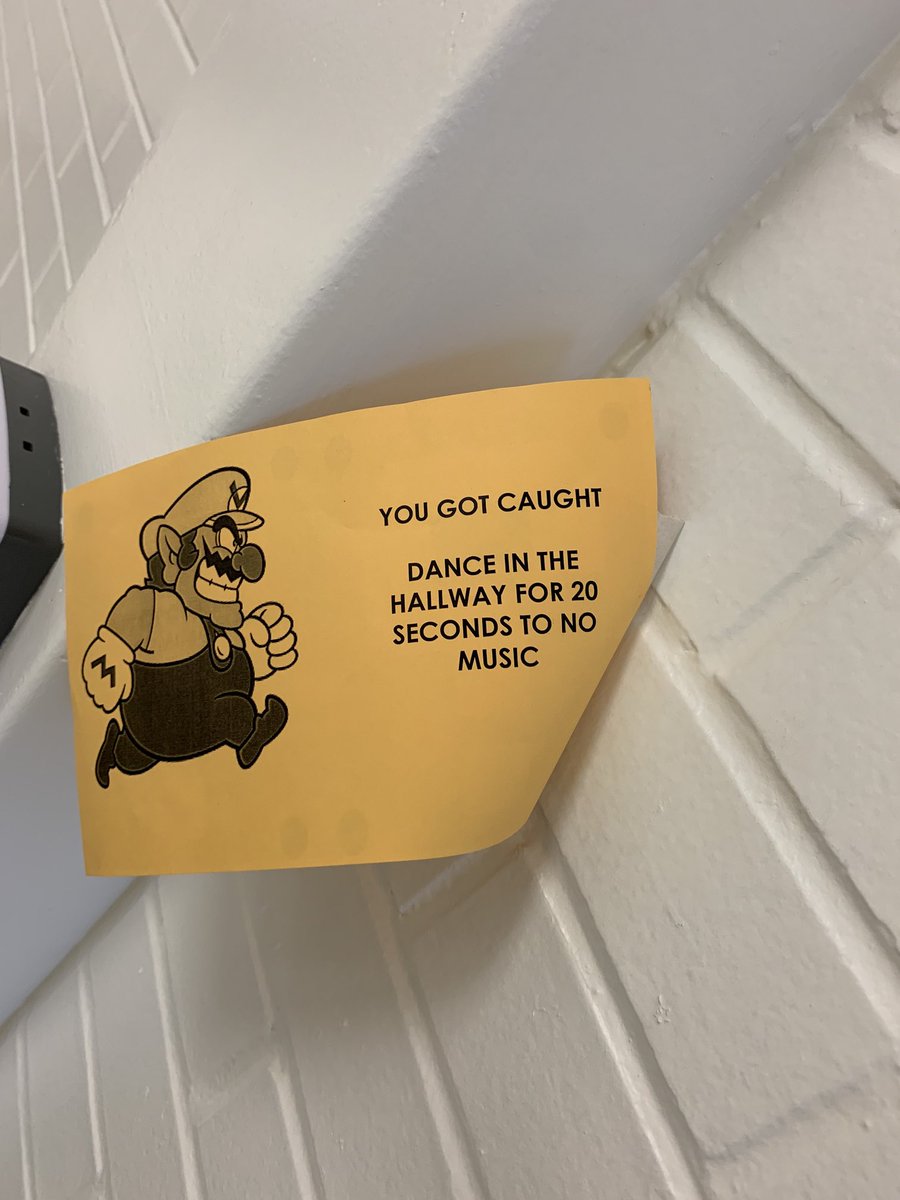 YOU GOT CAUGHT
DANCE IN THE
HALLWAY FOR 20
SECONDS TO NO
MUSIC